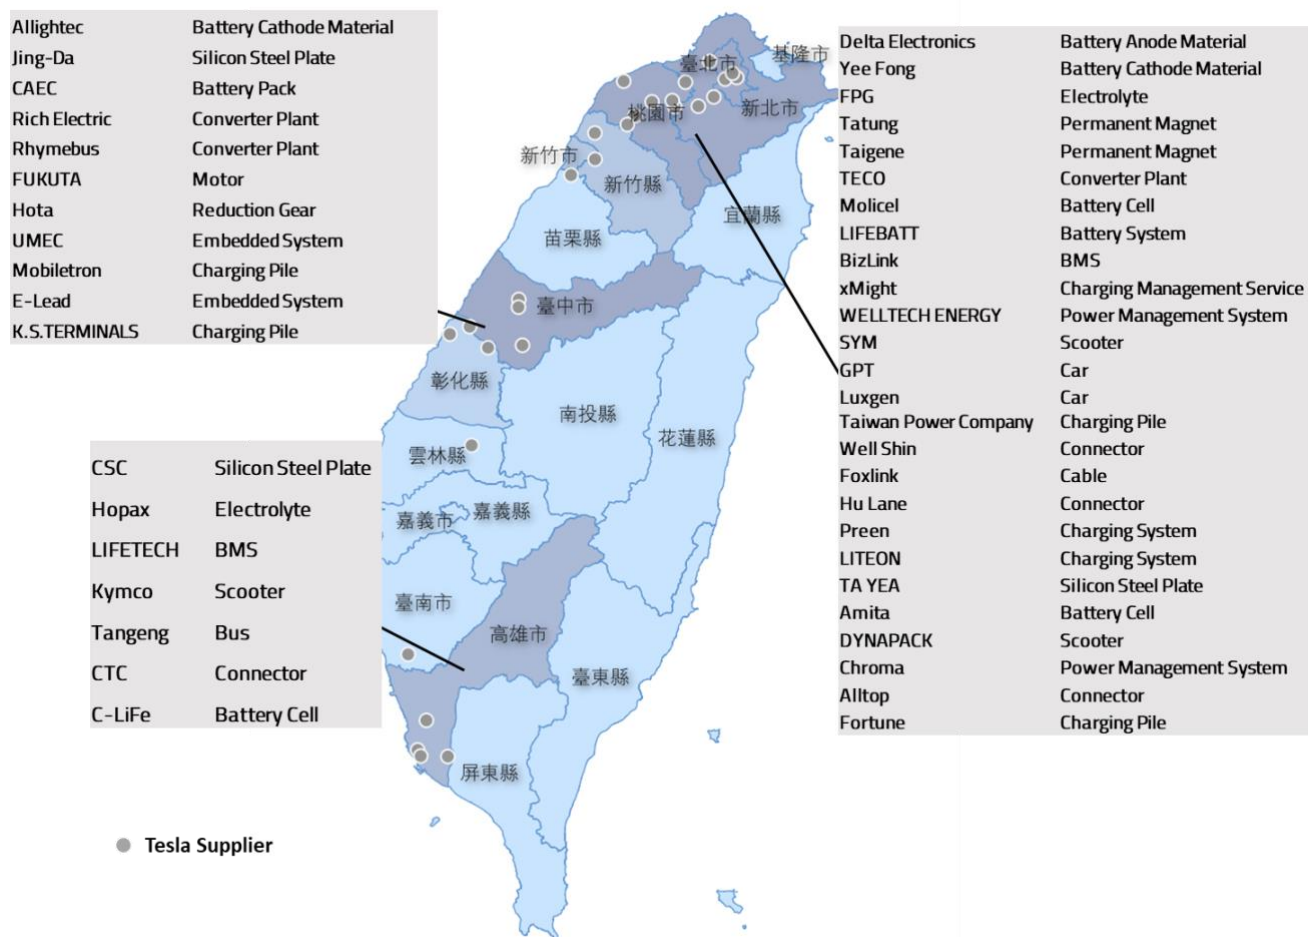 Allightec Battery Cathode Material
Jing-Da Silicon Steel Plate
CAEC Battery Pack
Rich Electric Converter Plant
Rhymebus Converter Plant
FUKUTA Motor
Hota Reduction Gear
UMEC Embedded System
Mobiletron Charging Pile
E-Lead Embedded System
K.S.TERMINALS Charging Pile
Delta Electronics Battery Anode Material
Yee Fong Battery Cathode Material
FPG Electrolyte
Tatung Permanent Magnet
Taigene Permanent Magnet
TECO Converter Plant
Molicel Battery Cell
LIFEBATT Battery System
BizLink BMS
xMight Charging Management Service
WELLTECH ENERGY Power Management System
SYM Scooter
GPT Car
Luxgen Car
Taiwan Power Company Charging Pile
Well Shin Connector
Foxlink Cable
Hu Lane Connector
Preen Charging System
LITEON Charging System
TA YEA Silicon Steel Plate
Amita Battery Cell
DYNAPACK Scooter
Chroma Power Management System
Alltop Connector
Fortune Charging Pile
CSC Silicon Steel Plate
Hopax Electrolyte
LIFETECH BMS
Kymco Scooter
Tangeng Bus
CTC Connector
C-LiFe Battery Cell
基隆市
臺北市
新北市
桃園市
新竹市
新竹縣
宜蘭縣
苗栗縣
臺中市
彰化縣
南投縣
花蓮縣
雲林縣
嘉義市
嘉義縣
臺南市
高雄市
臺東縣
屏東縣
Tesla Supplier